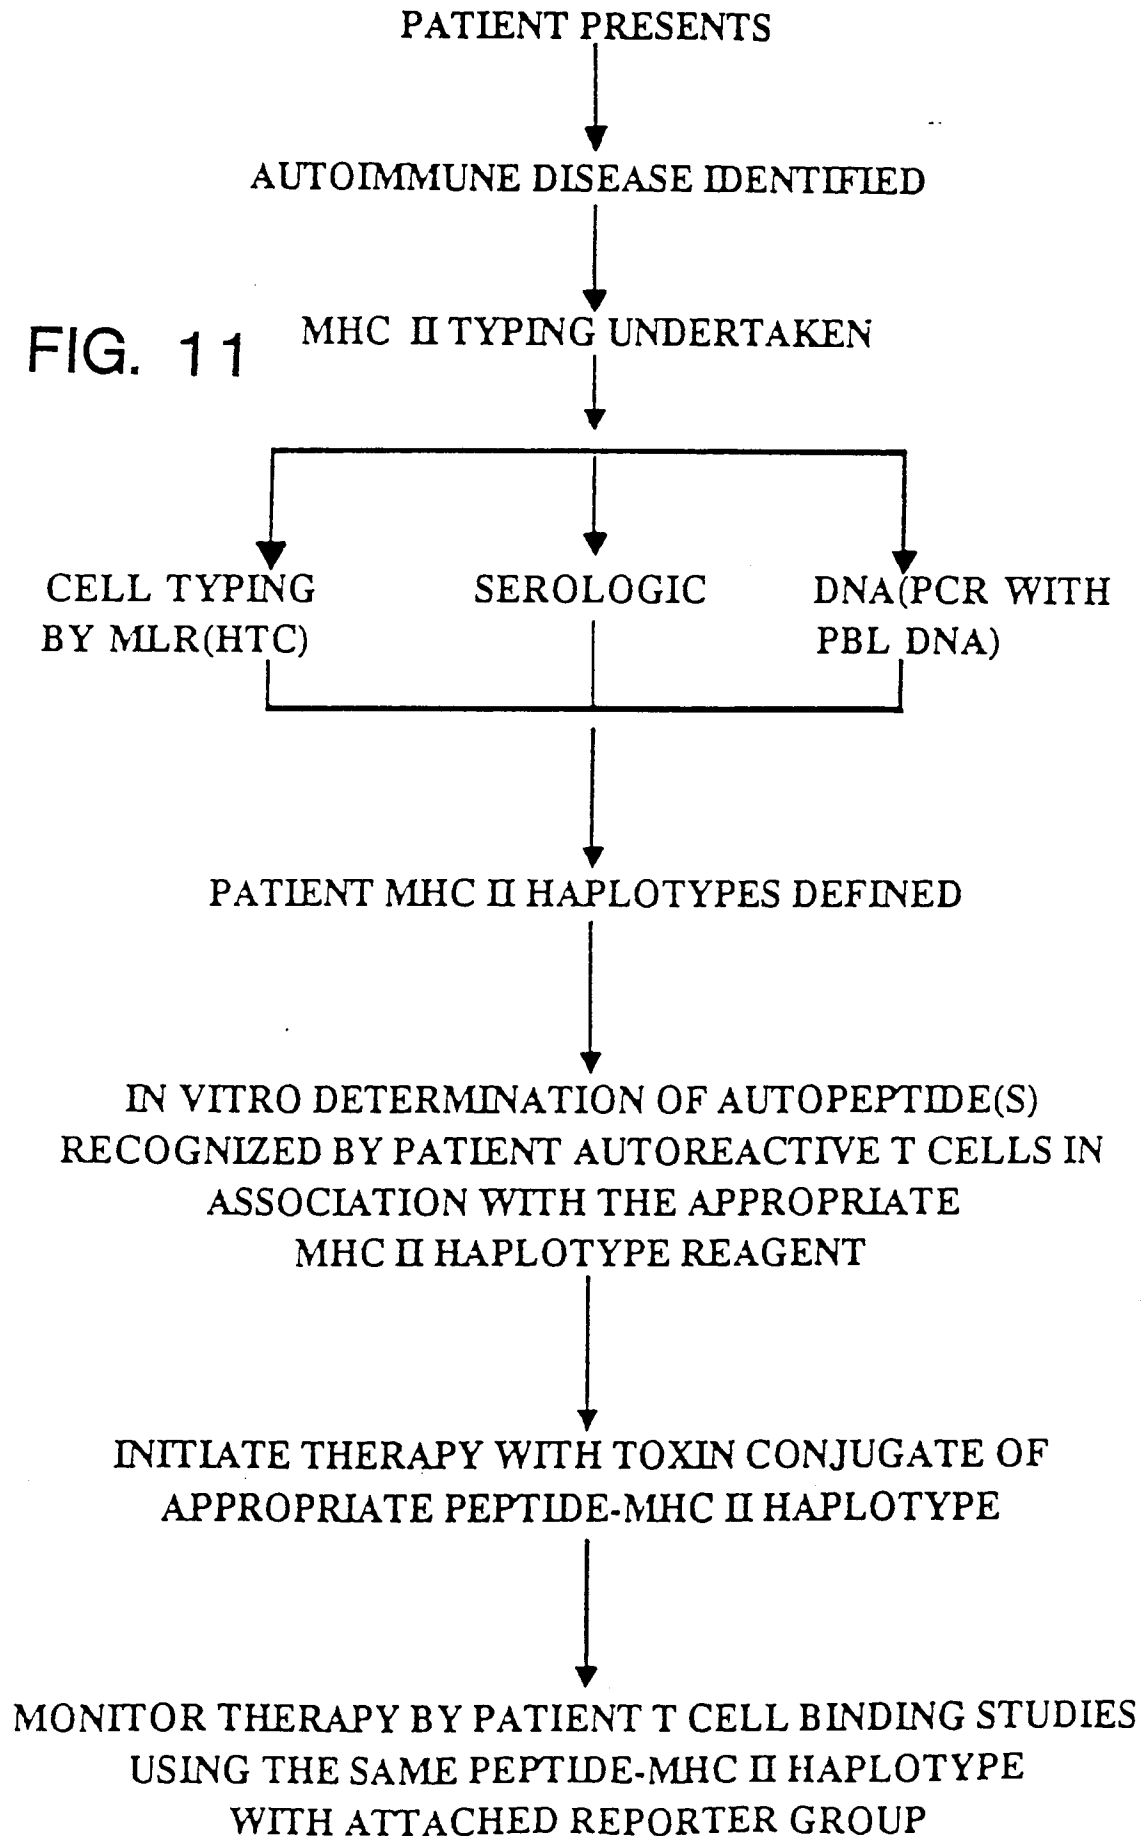 PATIENT PRESENTS
AUTOIMMUNE DISEASE IDENTIFIED
FIG. 11
MHC II TYPING UNDERTAKEN
CELL TYPING
BY MLR(HTC)
SEROLOGIC
DNA(PCR WITH
PBL DNA)
PATIENT MHC II HAPLOTYPES DEFINED
IN VITRO DETERMINATION OF AUTOPEPTIDE(S)
RECOGNIZED BY PATIENT AUTOREACTIVE T CELLS IN
ASSOCIATION WITH THE APPROPRIATE
MHC II HAPLOTYPE REAGENT
INITIATE THERAPY WITH TOXIN CONJUGATE OF
APPROPRIATE PEPTIDE-MHC II HAPLOTYPE
MONITOR THERAPY BY PATIENT T CELL BINDING STUDIES
USING THE SAME PEPTIDE-MHC II HAPLOTYPE
WITH ATTACHED REPORTER GROUP